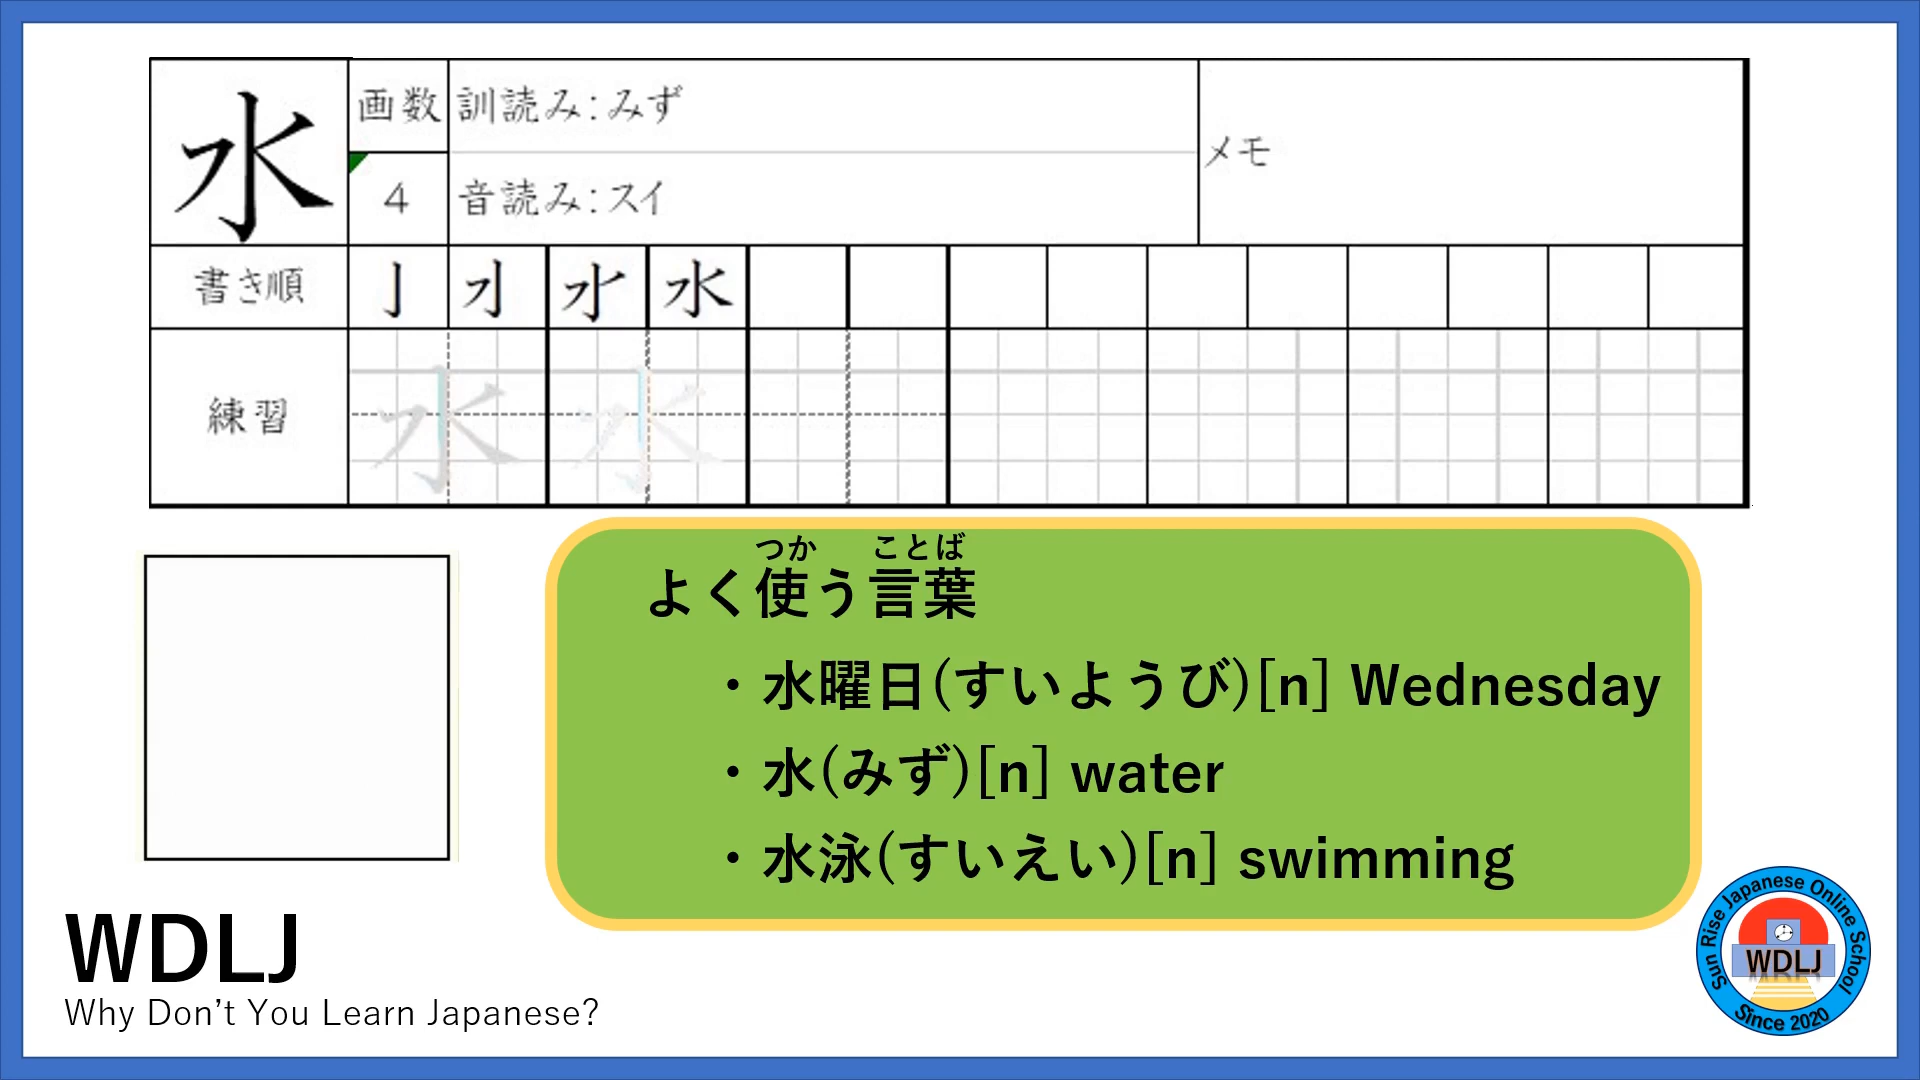 水
画数
訓読み:みず
メモ
4
音読み:スイ
書き順
水
練習
水 水
つか ことば
よく使う言葉
・水曜日(すいようび)[n] Wednesday
・水(みず)[n] water
・水泳(すいえい)[n] swimming
WDLJ
Why Don't You Learn Japanese?
Sun Rise Japanese Online School
WDLJ
Since 2020